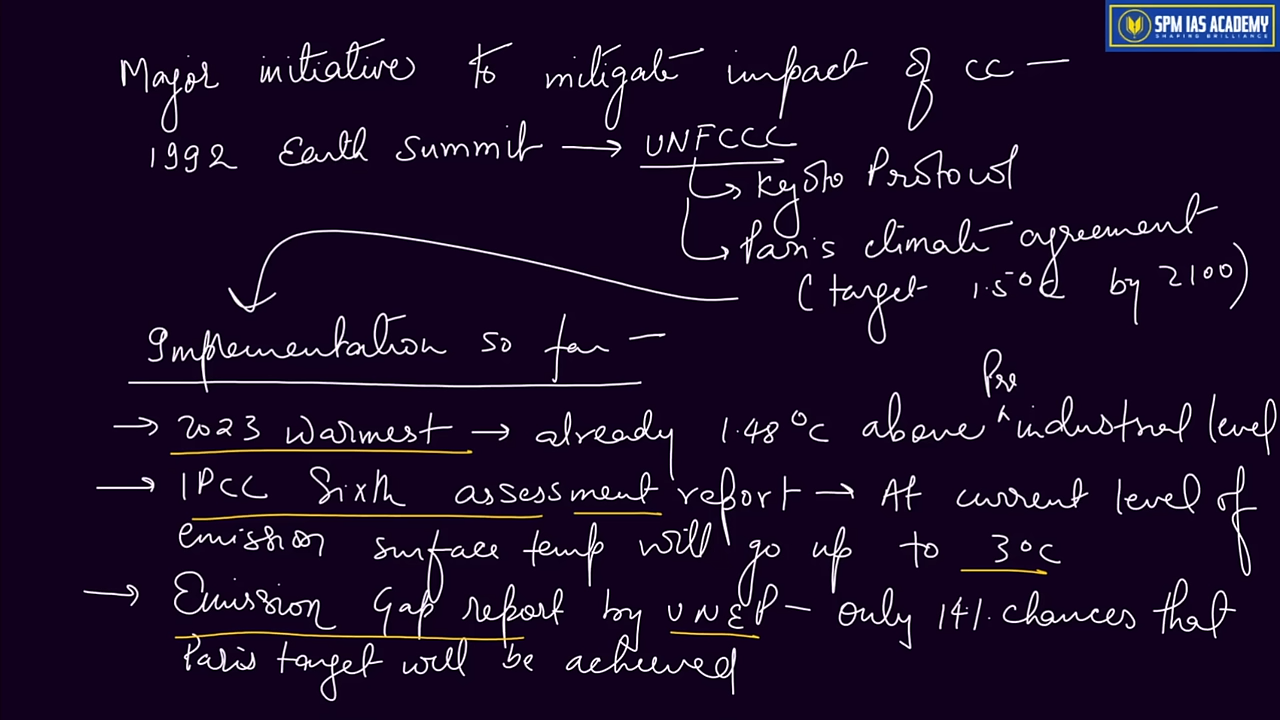 SPM IAS ACADEMY
SHAPING BRILLIANCE
Major initiative to mitigate impact of CC —
1992 Earth Summit → UNFCCC
↳ Kyoto Protocol
↳ Paris climate agreement
(target 1.5°C by 2100)
Implementation so far —
→ 2023 warmest → already 1.48°C above ^Pre industrial level
→ IPCC Sixth assessment report → At current level of
emission surface temp will go up to 3°C
→ Emission Gap report by UNEP — only 14% chances that
Paris target will be achieved